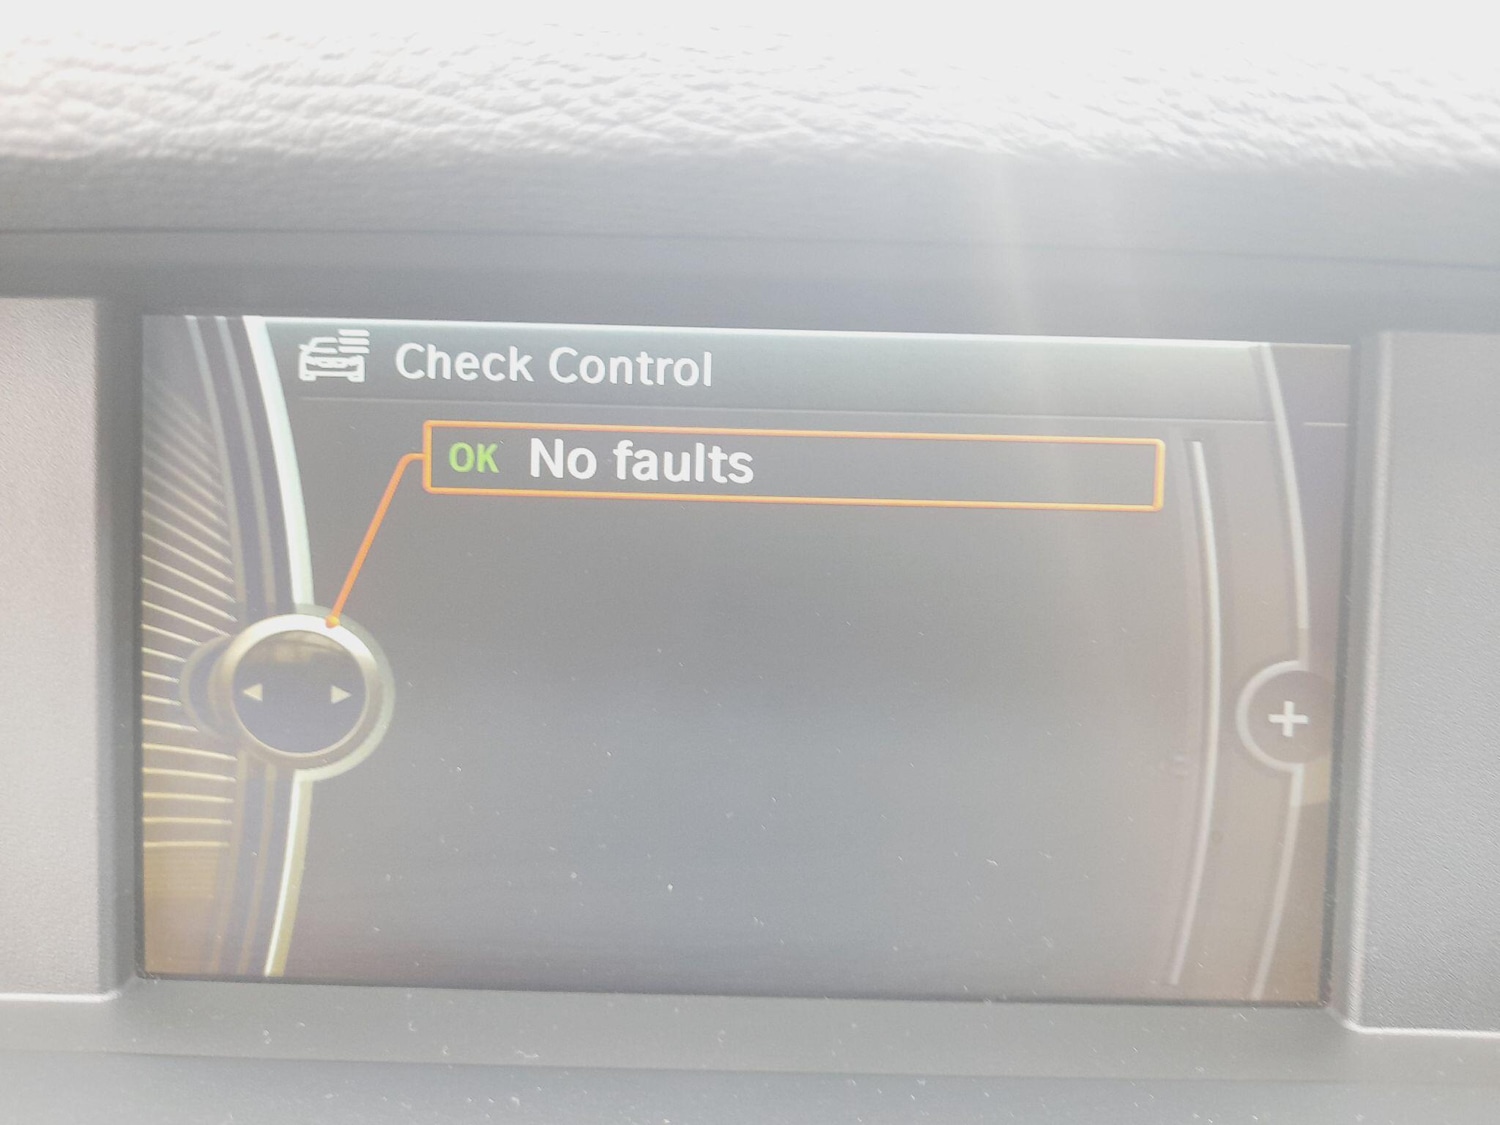 Check Control
OK No faults
+